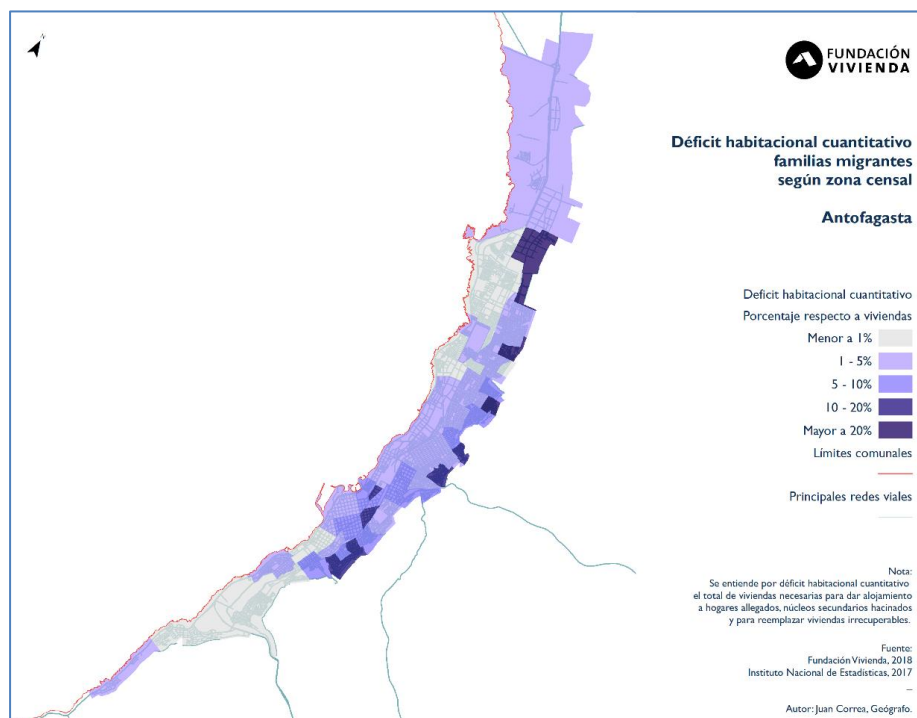 FUNDACIÓN
VIVIENDA
Déficit habitacional cuantitativo
familias migrantes
según zona censal
Antofagasta
Deficit habitacional cuantitativo
Porcentaje respecto a viviendas
Menor a 1%
1 - 5%
5 - 10%
10 - 20%
Mayor a 20%
Límites comunales
Principales redes viales
Nota:
Se entiende por déficit habitacional cuantitativo
el total de viviendas necesarias para dar alojamiento
a hogares allegados, núcleos secundarios hacinados
y para reemplazar viviendas irrecuperables.
Fuente:
Fundación Vivienda, 2018
Instituto Nacional de Estadísticas, 2017
–
Autor: Juan Correa, Geógrafo.